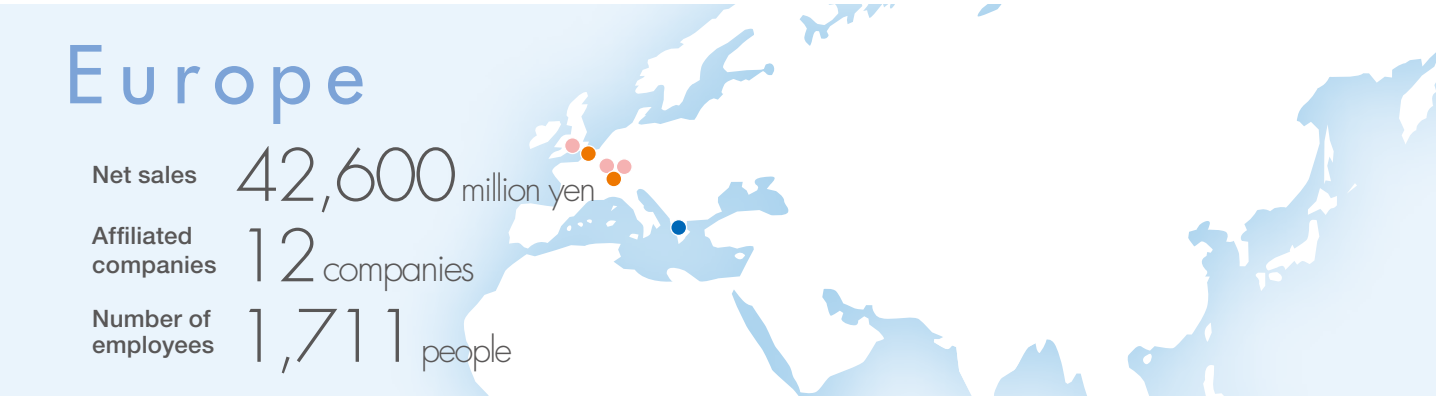 Europe
Net sales 42,600 million yen
Affiliated
companies 12 companies
Number of
employees 1,711 people